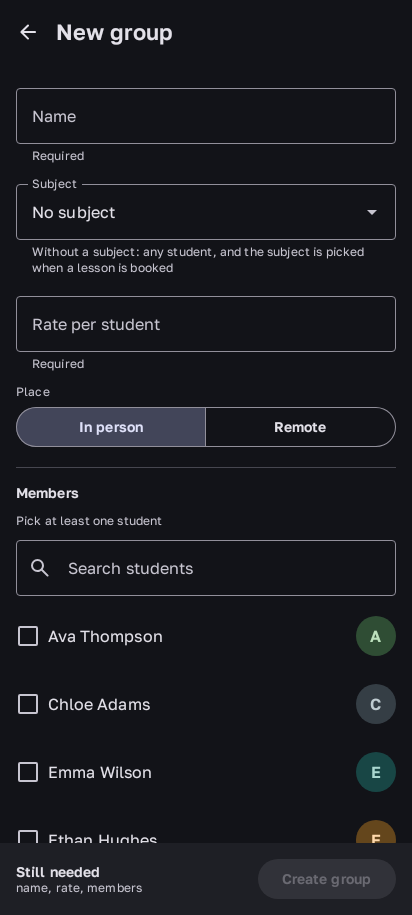 New group
Name
Required
Subject
No subject
Without a subject: any student, and the subject is picked
when a lesson is booked
Rate per student
Required
Place
In person
Remote
Members
Pick at least one student
Search students
Ava Thompson
A
Chloe Adams
C
Emma Wilson
E
Ethan Hughes
E
Still needed
name, rate, members
Create group